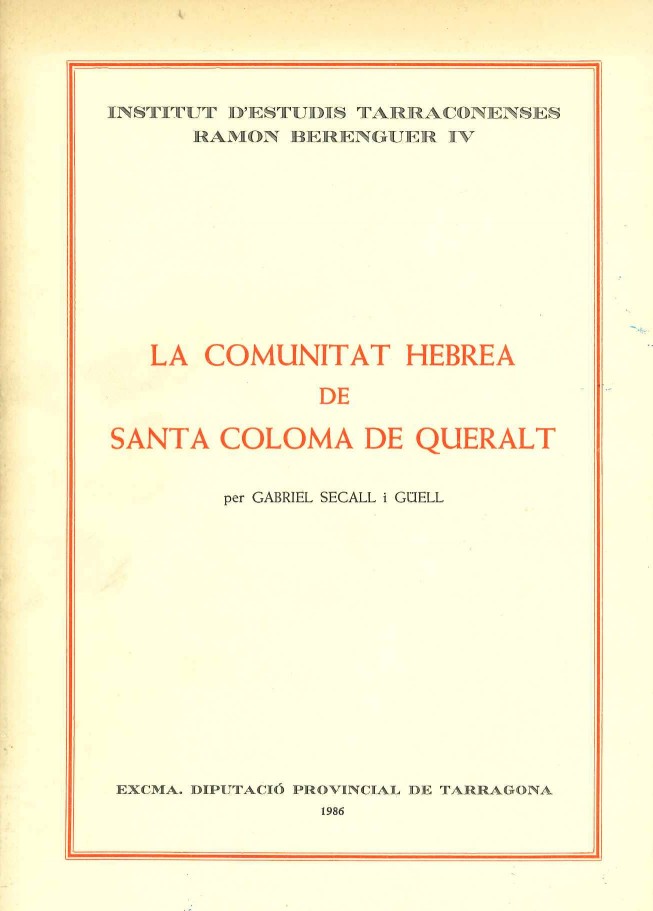 INSTITUT D'ESTUDIS TARRACONENSES
RAMON BERENGUER IV
LA COMUNITAT HEBREA
DE
SANTA COLOMA DE QUERALT
per GABRIEL SECALL i GÜELL
EXCMA. DIPUTACIÓ PROVINCIAL DE TARRAGONA
1986